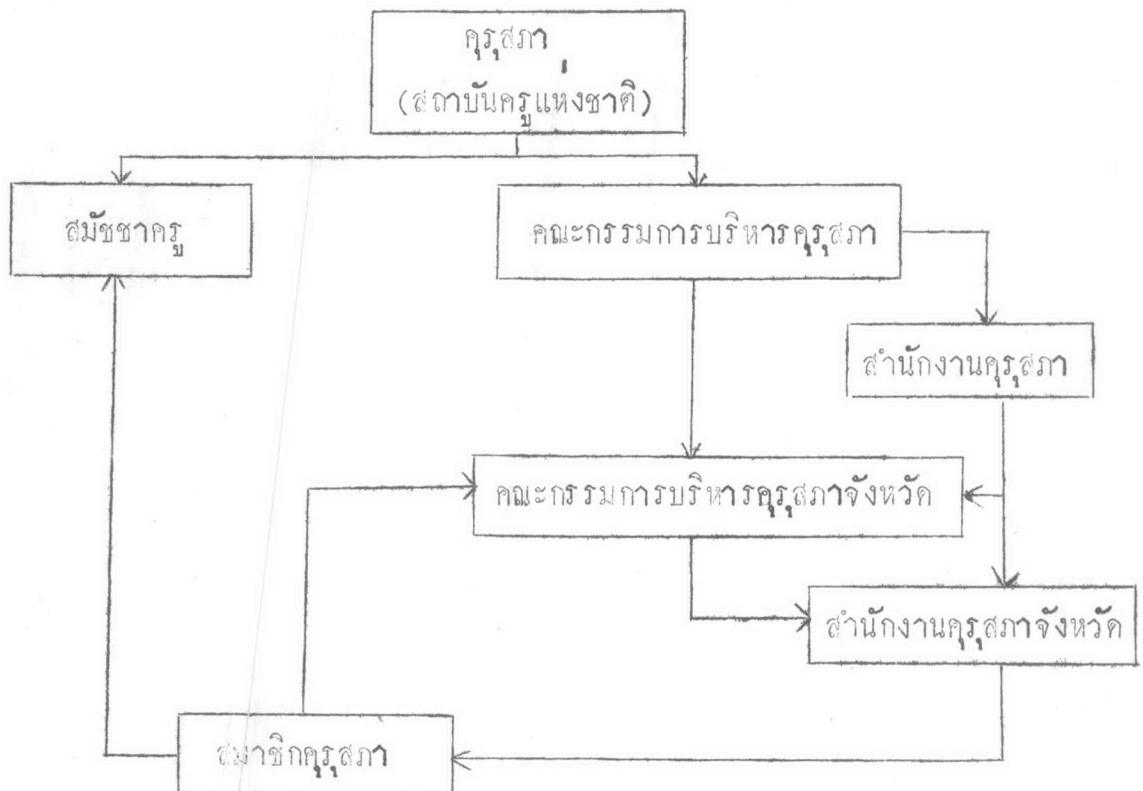 คุรุสภา
(สถาบันครูแห่งชาติ)
สมัชชาครู
คณะกรรมการบริหารคุรุสภา
สำนักงานคุรุสภา
คณะกรรมการบริหารคุรุสภาจังหวัด
สำนักงานคุรุสภาจังหวัด
สมาชิกคุรุสภา